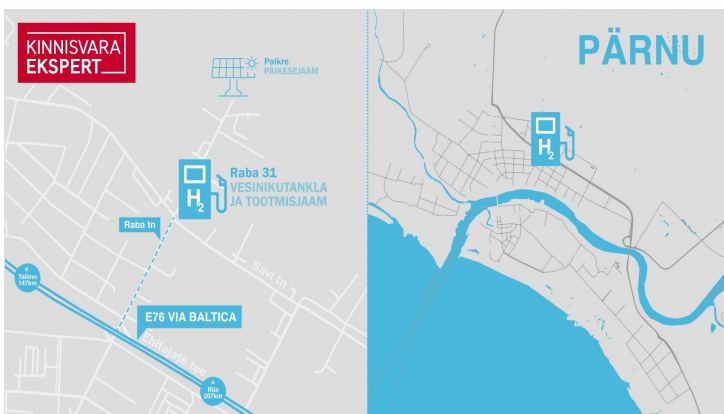 KINNISVARA
EKSPERT
Paikre
PÄIKESEJAAM
H2
Raba 31
VESINIKUTANKLA
JA TOOTMISJAAM
Raba tn
Savi tn
Tallinn
147km
E76 VIA BALTICA
Ehitajate tee
Riia
207km
PÄRNU
H2